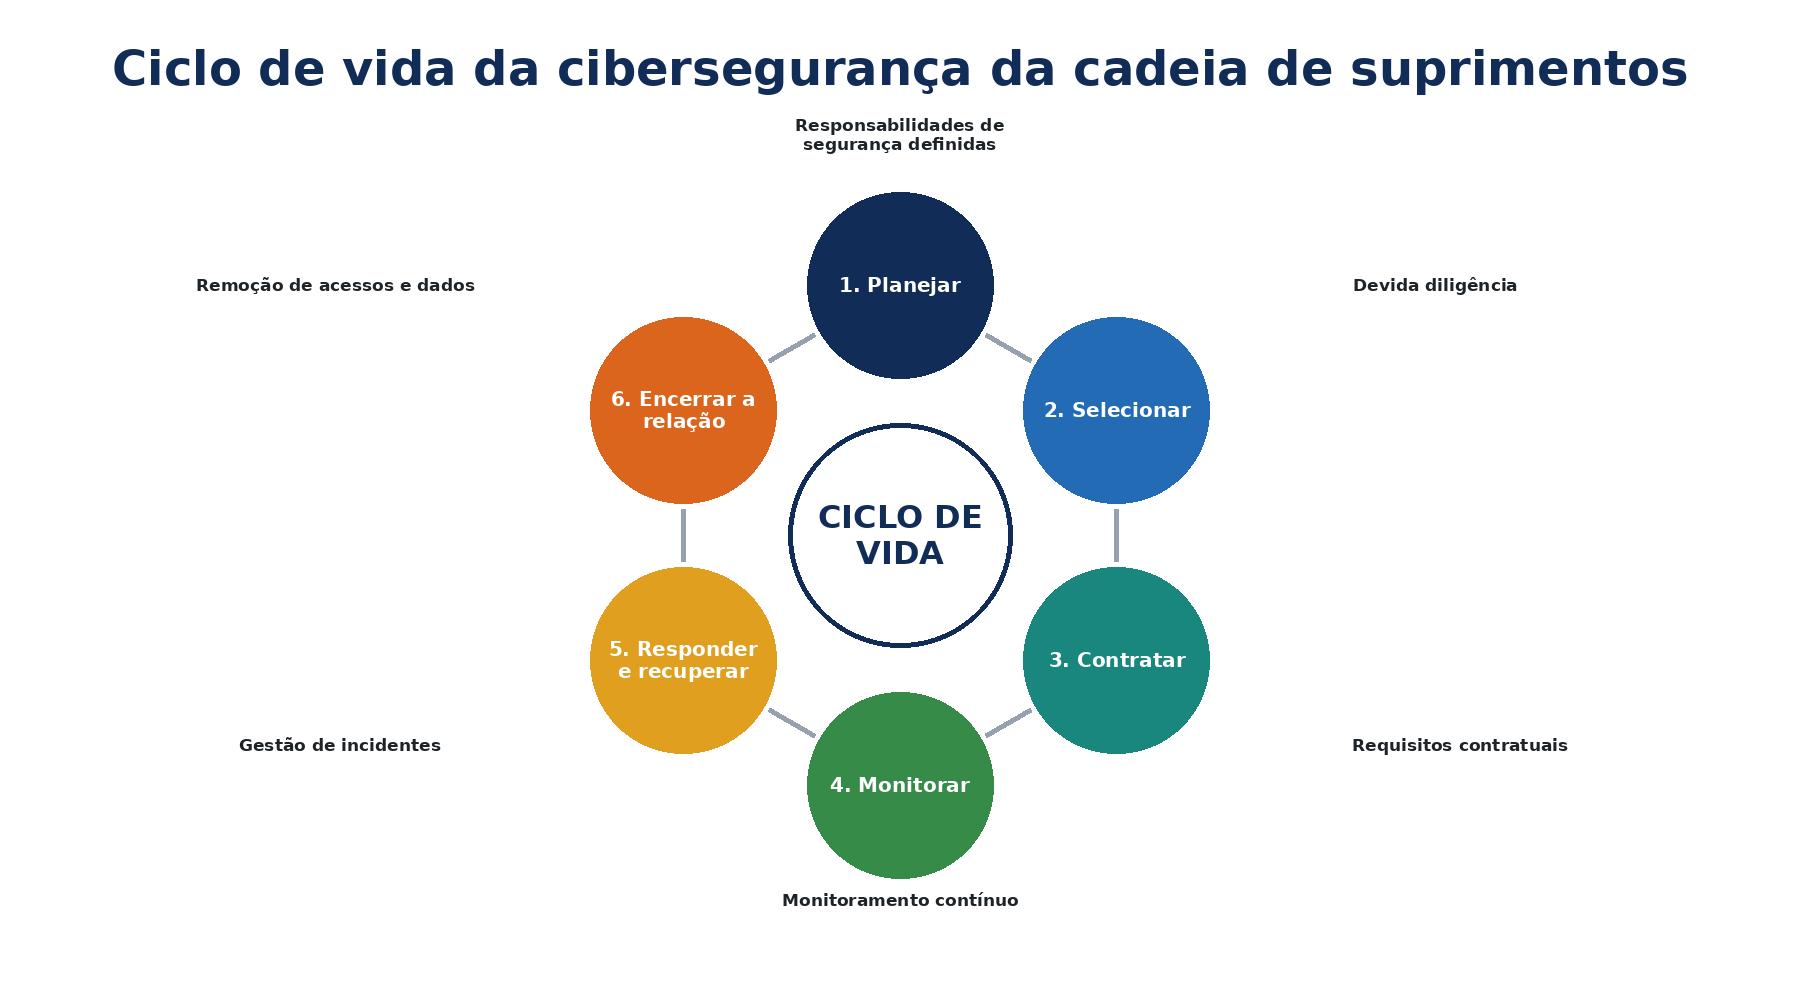 Ciclo de vida da cibersegurança da cadeia de suprimentos
Responsabilidades de
segurança definidas
1. Planejar
Devida diligência
2. Selecionar
Requisitos contratuais
3. Contratar
4. Monitorar
Monitoramento contínuo
5. Responder
e recuperar
Gestão de incidentes
6. Encerrar a
relação
Remoção de acessos e dados
CICLO DE
VIDA